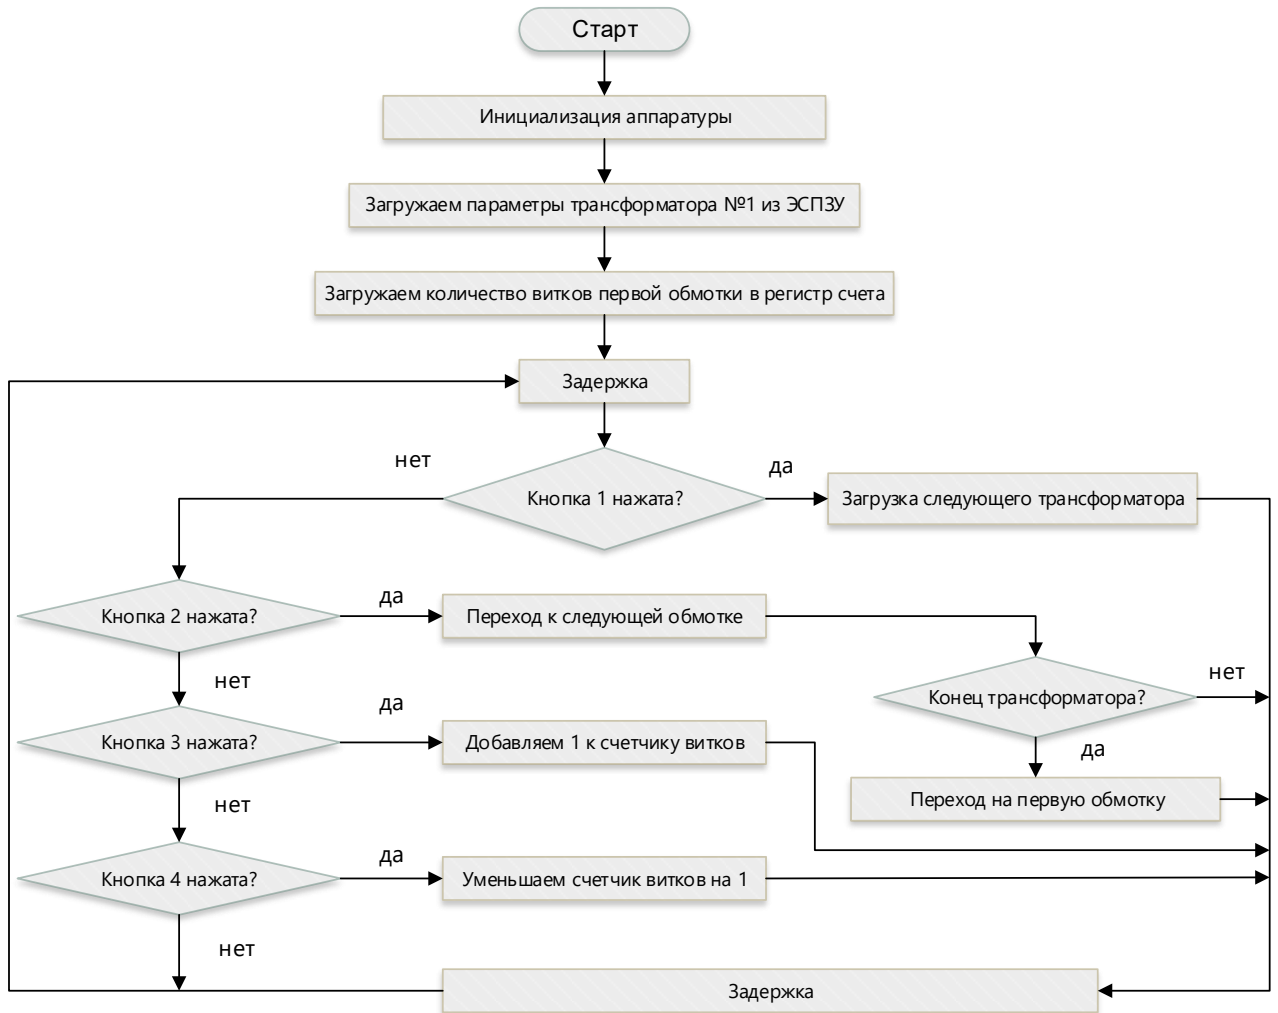 Старт
Инициализация аппаратуры
Загружаем параметры трансформатора №1 из ЭСПЗУ
Загружаем количество витков первой обмотки в регистр счета
Задержка
нет
да
Кнопка 1 нажата?
Загрузка следующего трансформатора
Кнопка 2 нажата?
да
Переход к следующей обмотке
нет
Конец трансформатора?
нет
да
Кнопка 3 нажата?
да
Добавляем 1 к счетчику витков
Переход на первую обмотку
нет
Кнопка 4 нажата?
да
Уменьшаем счетчик витков на 1
нет
Задержка